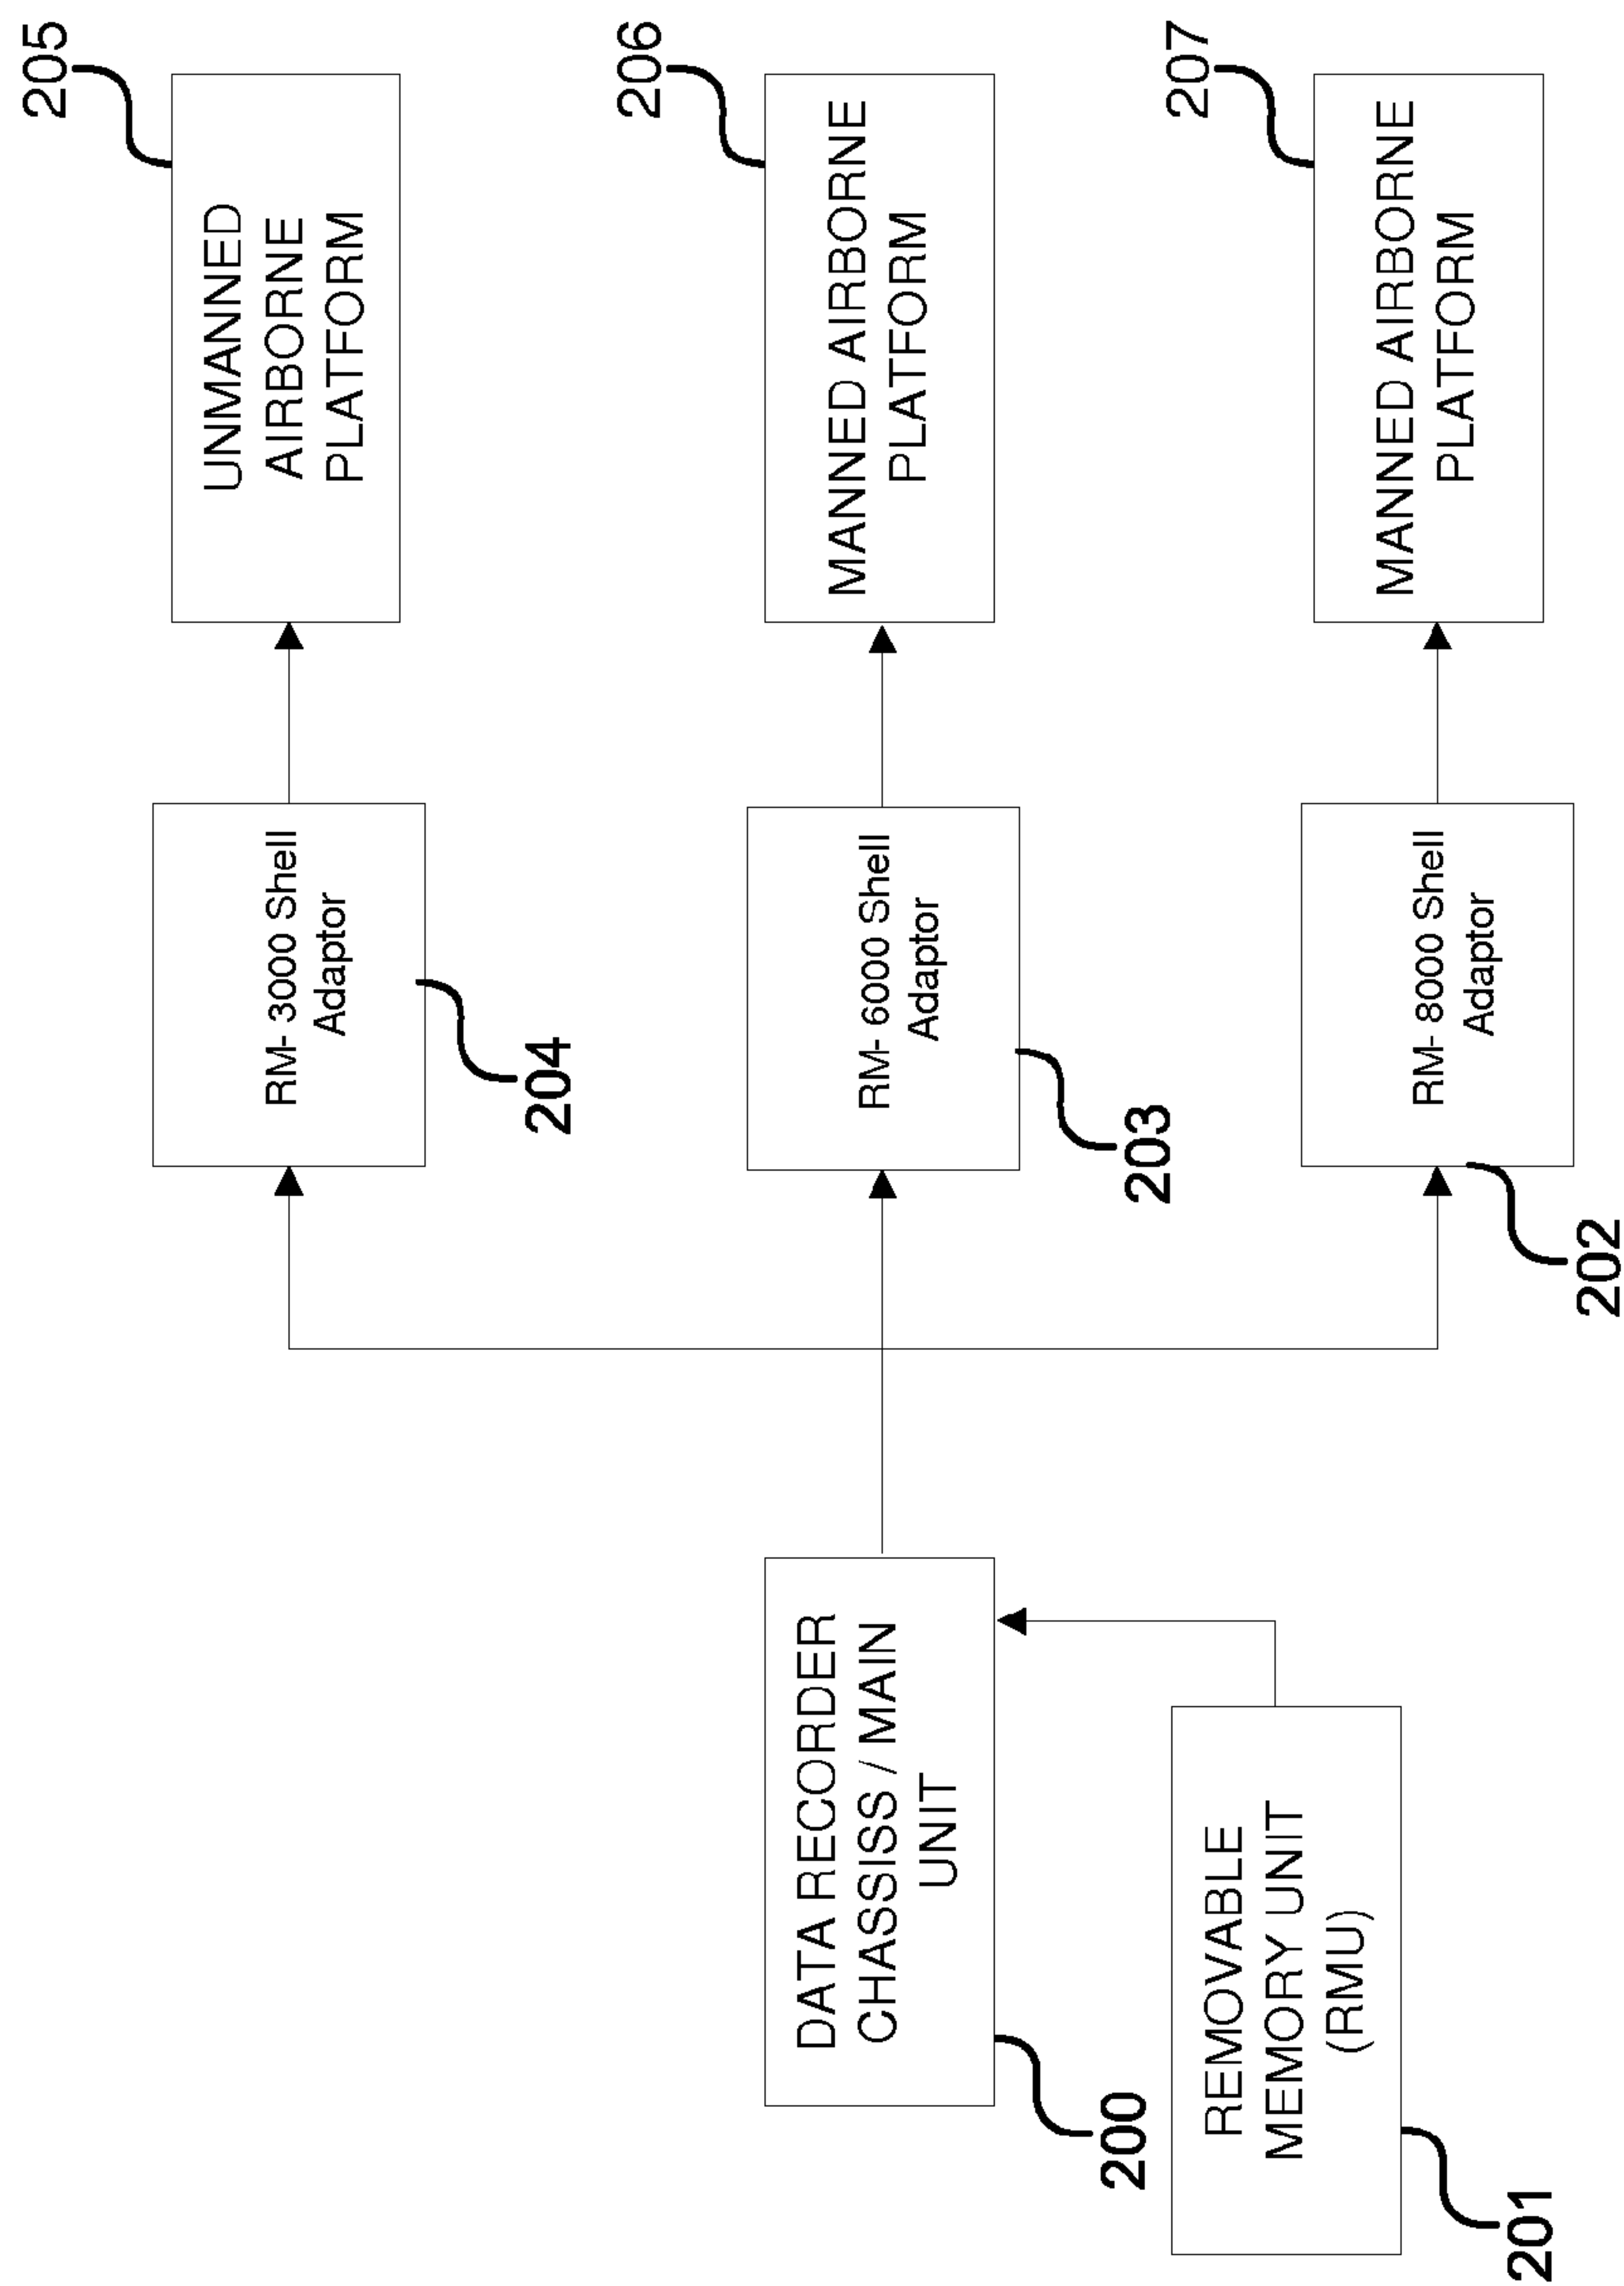 205
UNMANNED
AIRBORNE
PLATFORM
206
MANNED AIRBORNE
PLATFORM
207
MANNED AIRBORNE
PLATFORM
RM- 3000 Shell
Adaptor
204
RM- 6000 Shell
Adaptor
203
RM- 8000 Shell
Adaptor
202
DATA RECORDER
CHASSISS / MAIN
UNIT
200
REMOVABLE
MEMORY UNIT
(RMU)
201